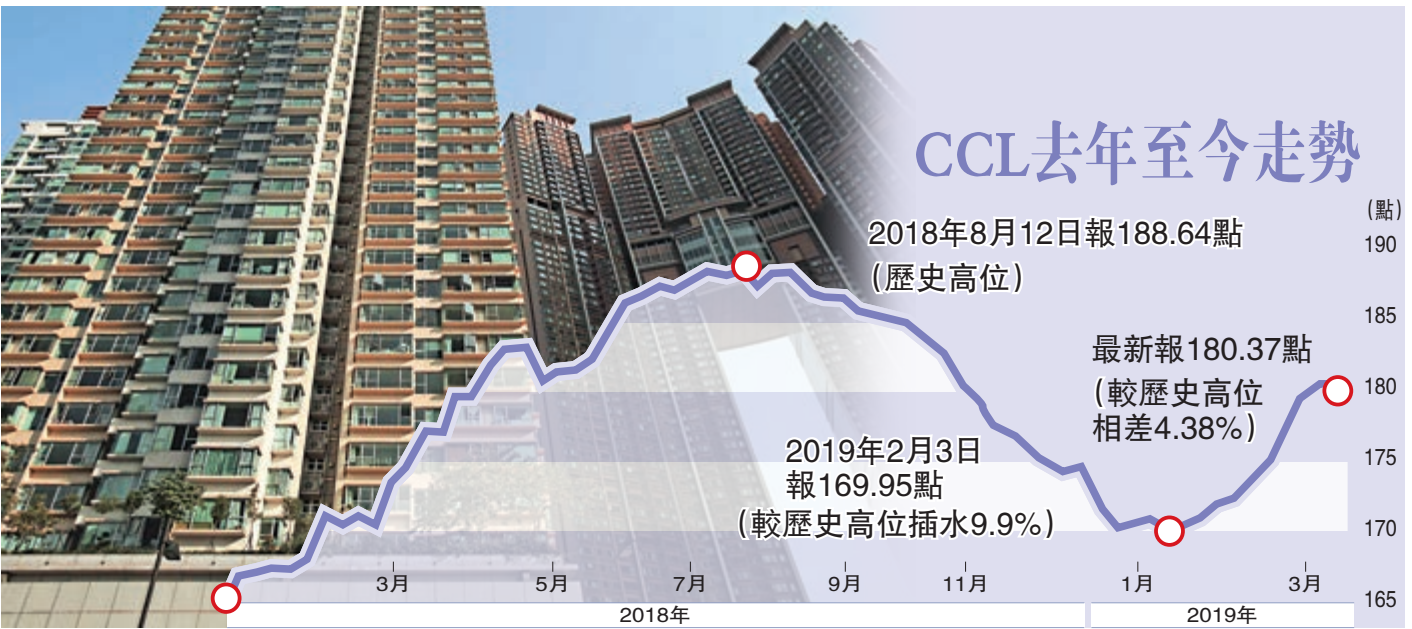 CCL去年至今走勢
(點)
190
185
180
175
170
165
2018年8月12日報188.64點
(歷史高位)
最新報180.37點
(較歷史高位
相差4.38%)
2019年2月3日
報169.95點
(較歷史高位插水9.9%)
3月 5月 7月 9月 11月 1月 3月
2018年 2019年